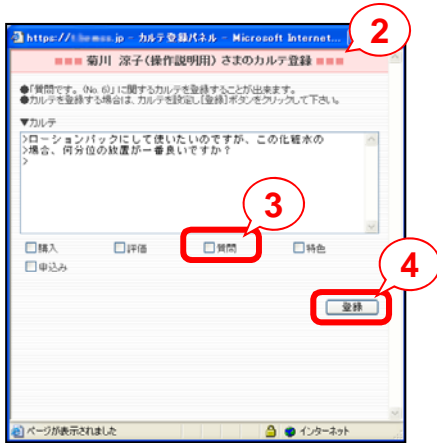 https://t... .jp - カルテ登録パネル - Microsoft Internet...
2
■■■ 菊川 涼子(操作説明用) さまのカルテ登録 ■■■
●「質問です。(No. 6)」に関するカルテを登録することが出来ます。
●カルテを登録する場合は、カルテを設定し[登録]ボタンをクリックして下さい。
▼カルテ
>ローションパックにして使いたいのですが、この化粧水の
>場合、何分位の放置が一番良いですか？
>
3
購入 評価 質問 特色
申込み
4
登録
ページが表示されました インターネット